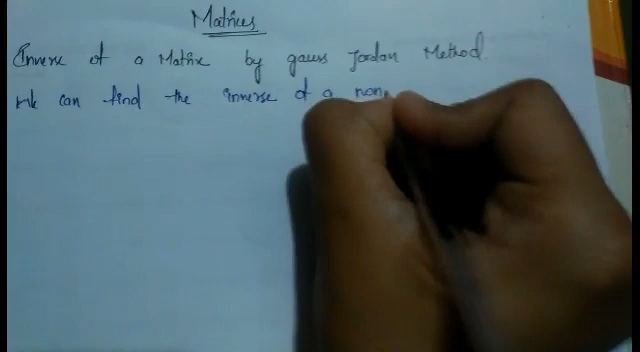 Matrices
Inverse of a Matrix by gauss Jordan Method.
We can find the inverse of a non